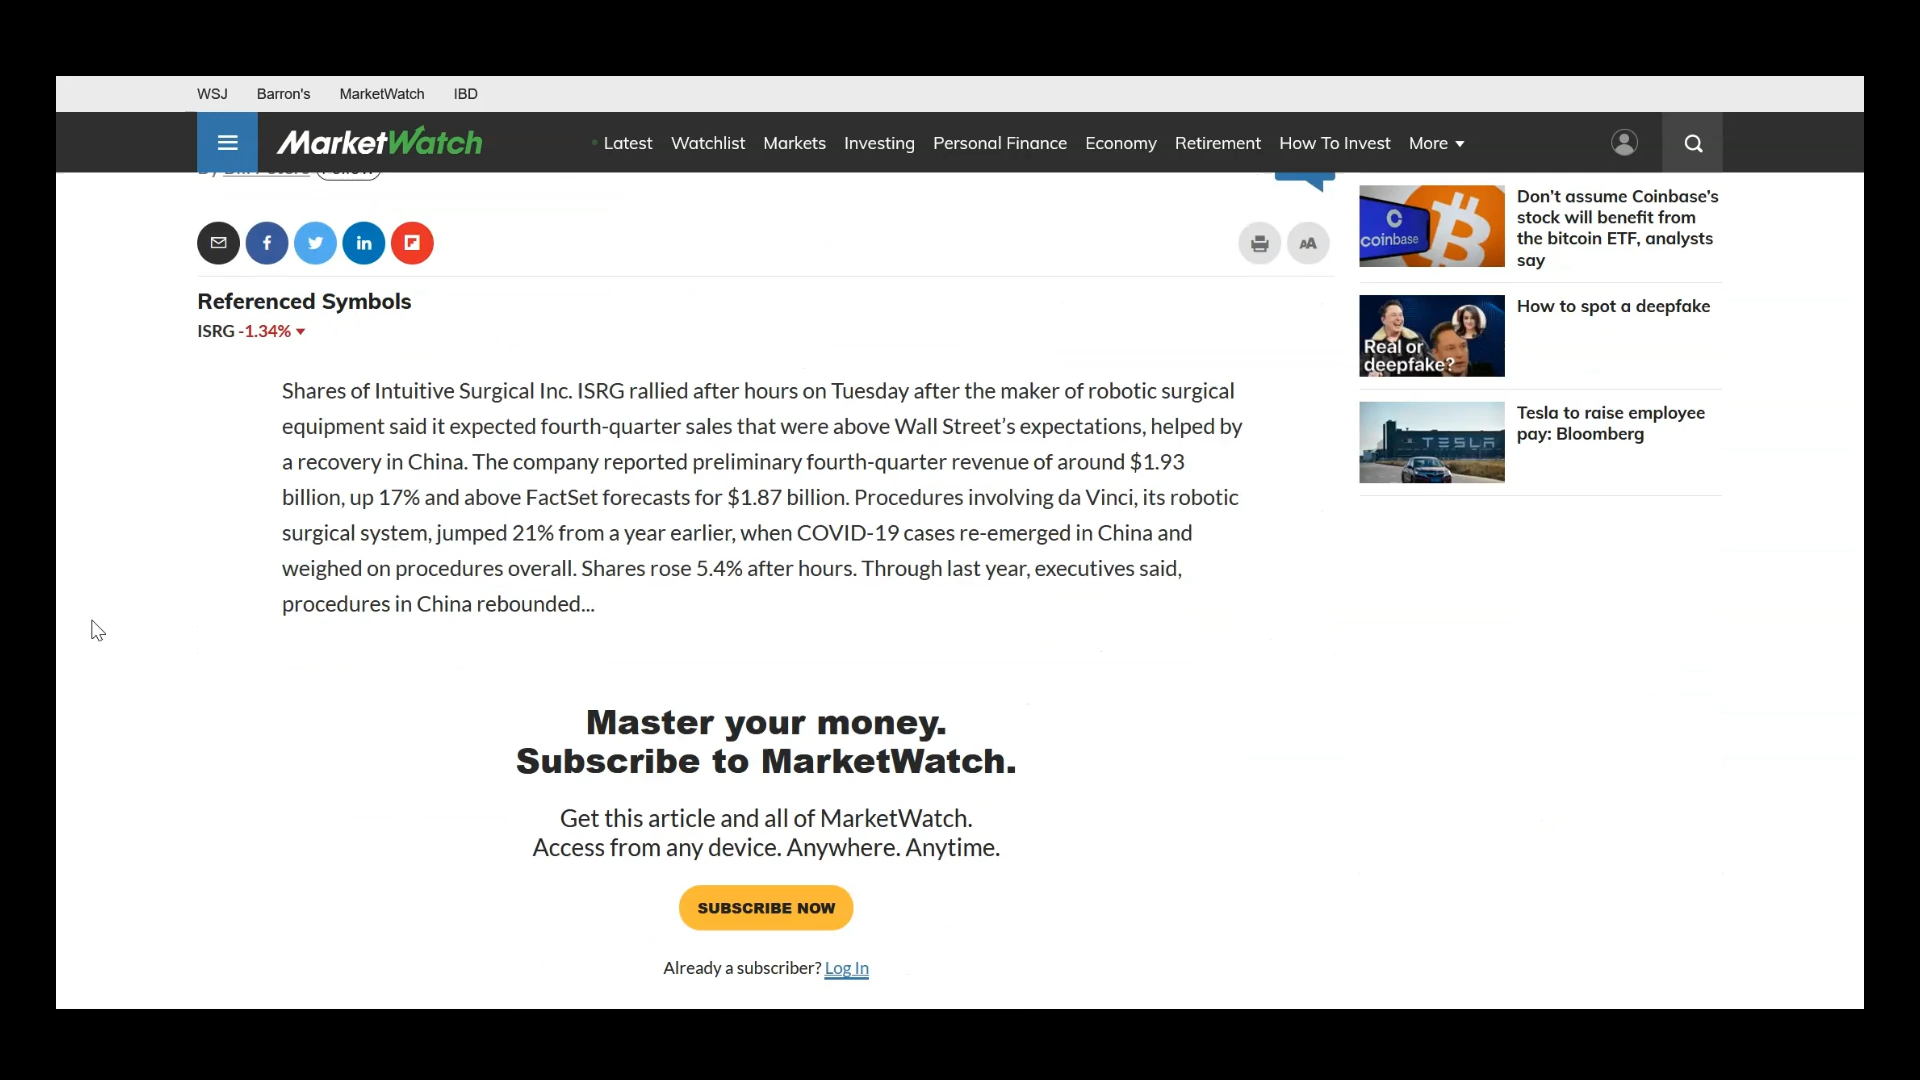 WSJ Barron's MarketWatch IBD
MarketWatch
Latest Watchlist Markets Investing Personal Finance Economy Retirement How To Invest More
Referenced Symbols
ISRG -1.34%
Shares of Intuitive Surgical Inc. ISRG rallied after hours on Tuesday after the maker of robotic surgical
equipment said it expected fourth-quarter sales that were above Wall Street’s expectations, helped by
a recovery in China. The company reported preliminary fourth-quarter revenue of around $1.93
billion, up 17% and above FactSet forecasts for $1.87 billion. Procedures involving da Vinci, its robotic
surgical system, jumped 21% from a year earlier, when COVID-19 cases re-emerged in China and
weighed on procedures overall. Shares rose 5.4% after hours. Through last year, executives said,
procedures in China rebounded...
Master your money.
Subscribe to MarketWatch.
Get this article and all of MarketWatch.
Access from any device. Anywhere. Anytime.
SUBSCRIBE NOW
Already a subscriber? Log In
coinbase
Don’t assume Coinbase’s
stock will benefit from
the bitcoin ETF, analysts
say
Real or
deepfake?
How to spot a deepfake
TESLA
Tesla to raise employee
pay: Bloomberg